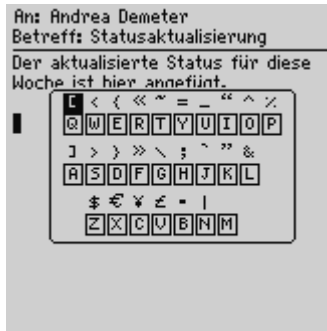 An: Andrea Demeter
Betreff: Statusaktualisierung
Der aktualisierte Status für diese
Woche ist hier angefügt.
[ < { « ~ = _ “ ^ %
Q W E R T Y U I O P
] > } » \ ; ` ” &
A S D F G H J K L
$ € ¥ £ - |
Z X C V B N M